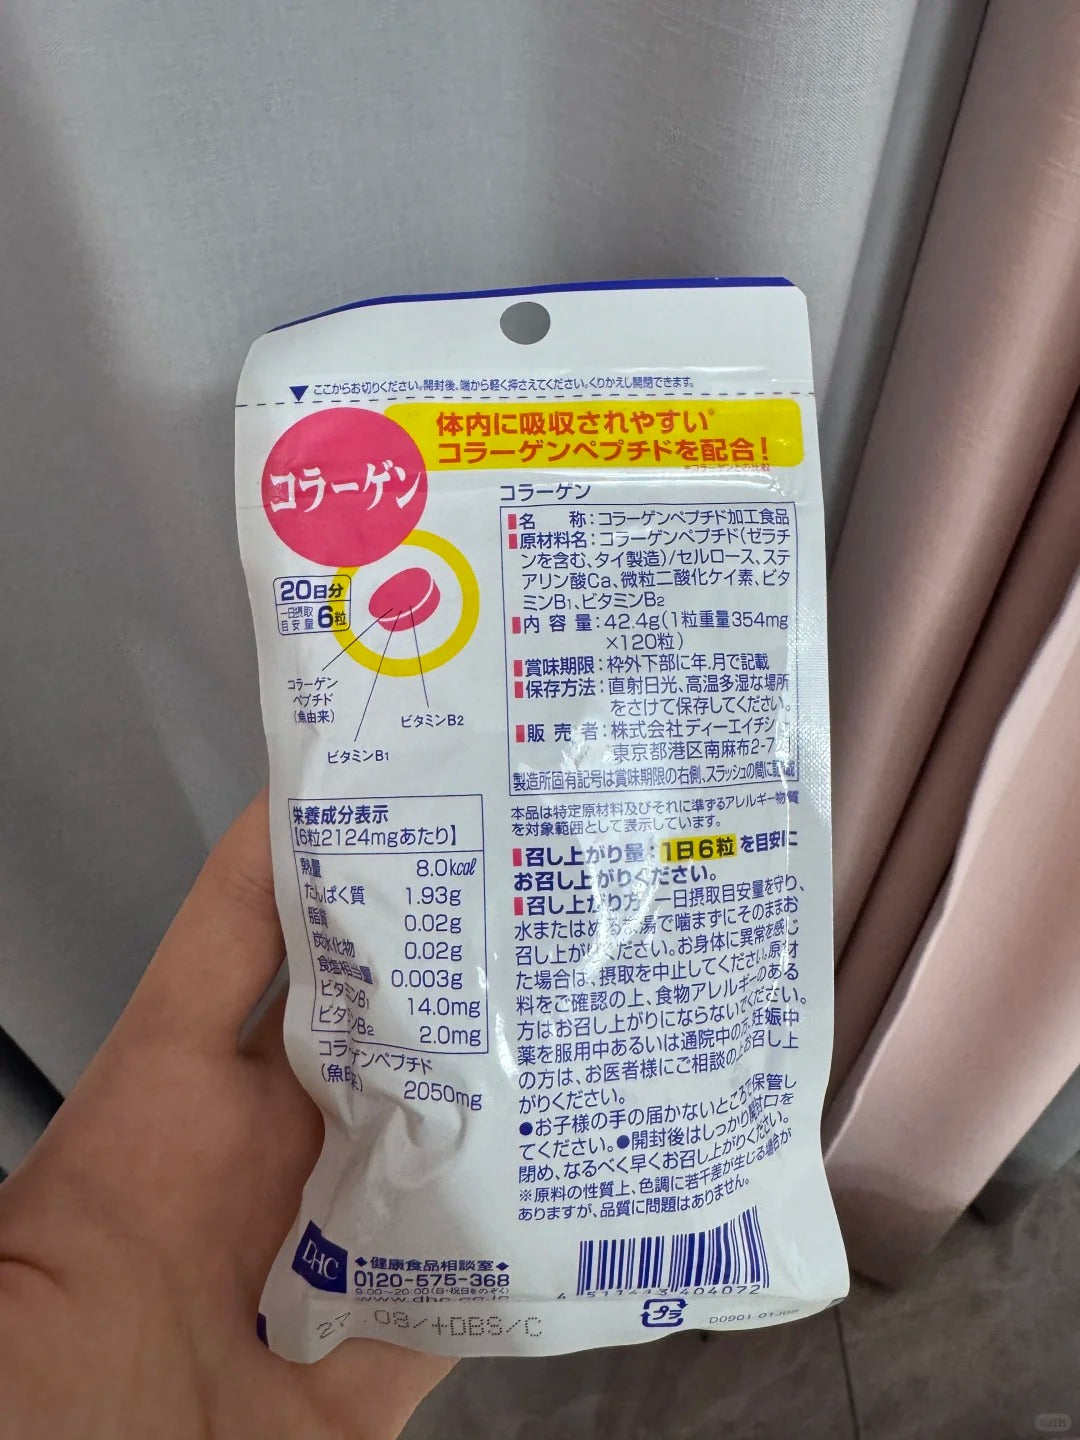 ここからお切りください。開封後、端から軽く押さえてください。くりかえし開閉できます。
コラーゲン
体内に吸収されやすい*
コラーゲンペプチドを配合!
*コラーゲンとの比較
20日分
一日摂取
目安量 6粒
コラーゲン
ペプチド
(魚由来)
ビタミンB2
ビタミンB1
コラーゲン
名 称:コラーゲンペプチド加工食品
原材料名:コラーゲンペプチド(ゼラチ
ンを含む、タイ製造)/セルロース、ステ
アリン酸Ca、微粒二酸化ケイ素、ビタ
ミンB1、ビタミンB2
内容量:42.4g(1粒重量354mg
×120粒)
賞味期限:枠外下部に年.月で記載
保存方法:直射日光、高温多湿な場所
をさけて保存してください。
販売者:株式会社ディーエイチシ
東京都港区南麻布2-7
製造所固有記号は賞味期限の右側、スラッシュの間に記載
本品は特定原材料及びそれに準ずるアレルギー物質
を対象範囲として表示しています。
召し上がり量:1日6粒を目安に
お召し上がりください。
召し上がり方:一日摂取目安量を守り、
水またはぬるま湯で噛まずにそのままお
召し上がりください。お身体に異常を感じ
た場合は、摂取を中止してください。原材
料をご確認の上、食物アレルギーのある
方はお召し上がりにならないでください。
薬を服用中あるいは通院中の方、妊娠中
の方は、お医者様にご相談の上お召し上
がりください。
●お子様の手の届かないところで保管し
てください。●開封後はしっかり開封口を
閉め、なるべく早くお召し上がりください。
※原料の性質上、色調に若干差が生じる場合が
ありますが、品質に問題はありません。
栄養成分表示
[6粒2124mgあたり]
熱量 8.0kcal
たんぱく質 1.93g
脂質 0.02g
炭水化物 0.02g
食塩相当量 0.003g
ビタミンB1 14.0mg
ビタミンB2 2.0mg
コラーゲンペプチド
(魚由来) 2050mg
DHC
◆健康食品相談室◆
0120-575-368
9:00~20:00(日・祝日をのぞく)
08/+DBS/C
404072
プラ
D0901
小红书